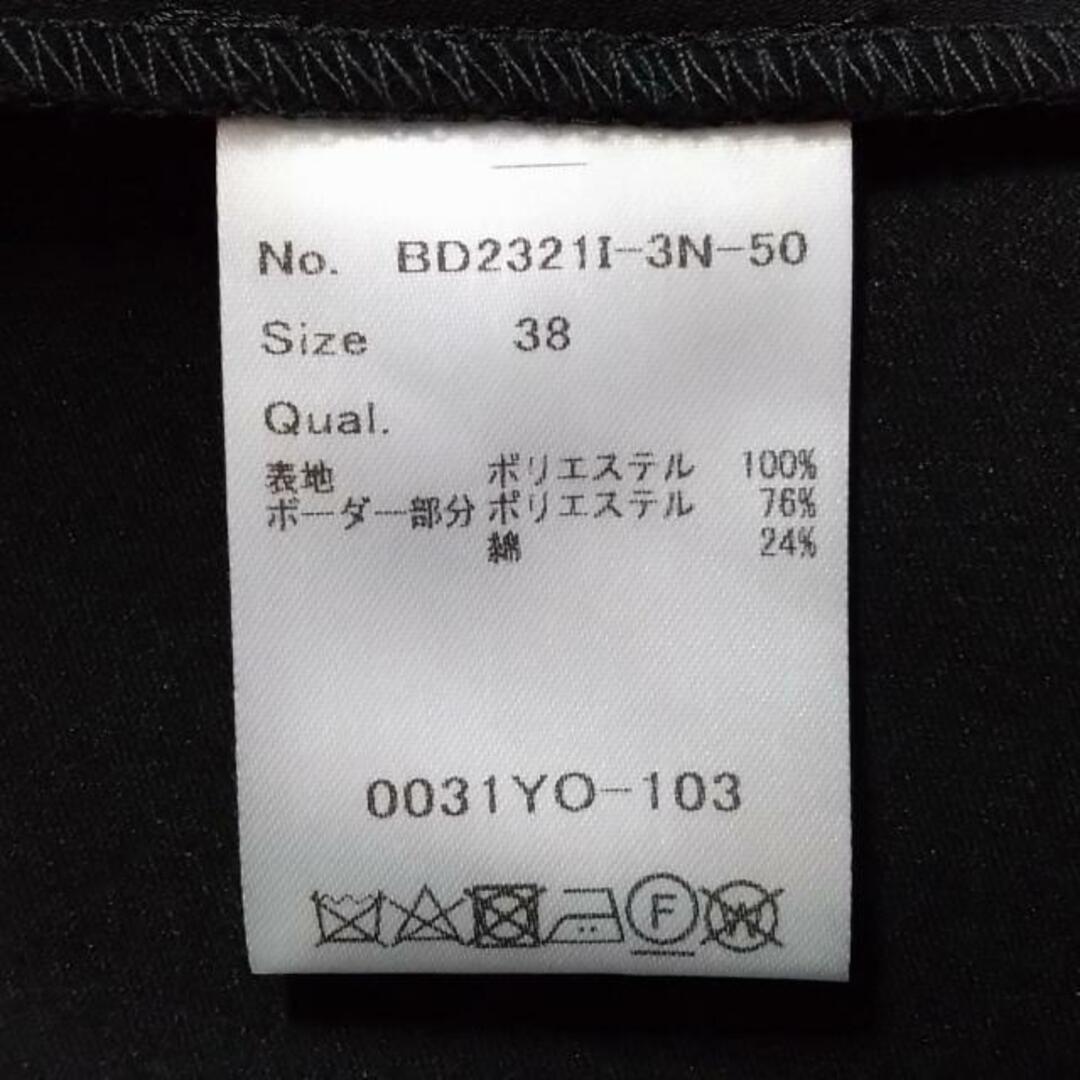 No. BD2321I-3N-50
Size 38
Qual.
表地 ポリエステル 100%
ボーダー部分 ポリエステル 76%
綿 24%
0031YO-103
F W